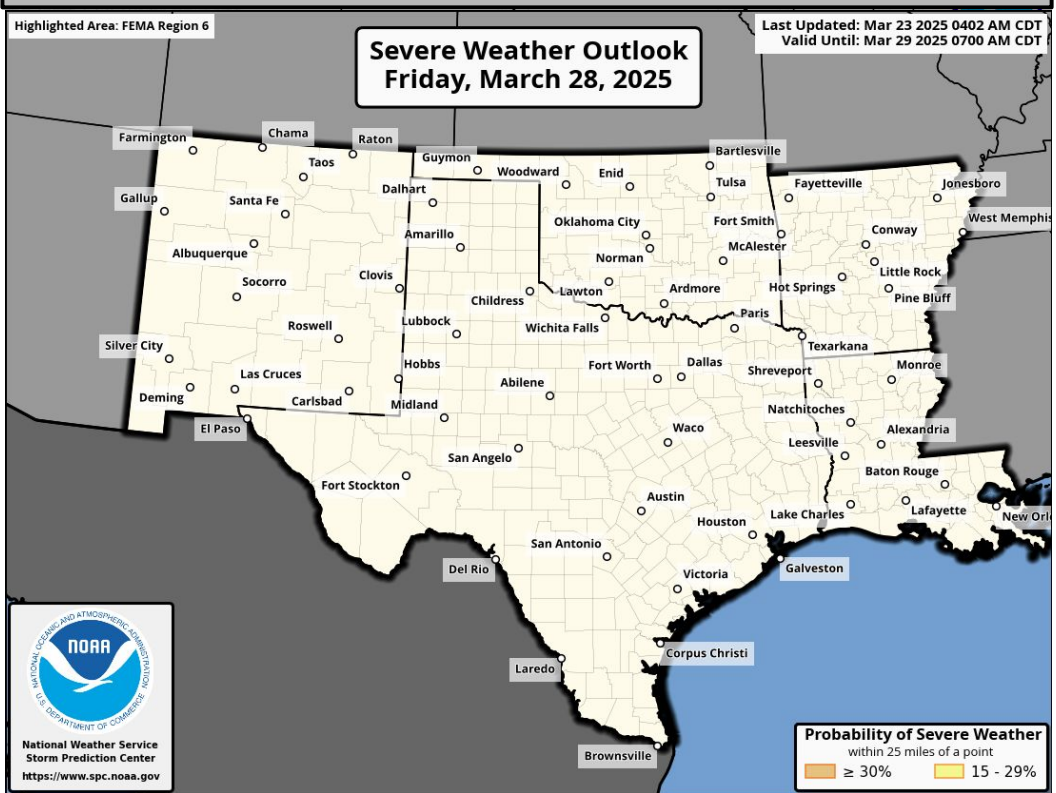 Highlighted Area: FEMA Region 6
Last Updated: Mar 23 2025 0402 AM CDT
Valid Until: Mar 29 2025 0700 AM CDT
Severe Weather Outlook
Friday, March 28, 2025
Farmington
Chama
Raton
Taos
Guymon
Woodward
Enid
Bartlesville
Tulsa
Fayetteville
Jonesboro
Gallup
Santa Fe
Dalhart
Oklahoma City
Fort Smith
West Memphis
Albuquerque
Amarillo
Norman
McAlester
Conway
Socorro
Clovis
Childress
Lawton
Ardmore
Hot Springs
Little Rock
Pine Bluff
Roswell
Lubbock
Wichita Falls
Paris
Texarkana
Silver City
Las Cruces
Hobbs
Fort Worth
Dallas
Shreveport
Monroe
Deming
Carlsbad
Midland
Abilene
Natchitoches
El Paso
Waco
Leesville
Alexandria
San Angelo
Fort Stockton
Baton Rouge
Austin
Houston
Lake Charles
Lafayette
New Orl
San Antonio
Del Rio
Victoria
Galveston
Laredo
Corpus Christi
Brownsville
NATIONAL OCEANIC AND ATMOSPHERIC ADMINISTRATION
NOAA
U.S. DEPARTMENT OF COMMERCE
National Weather Service
Storm Prediction Center
https://www.spc.noaa.gov
Probability of Severe Weather
within 25 miles of a point
≥ 30%
15 - 29%